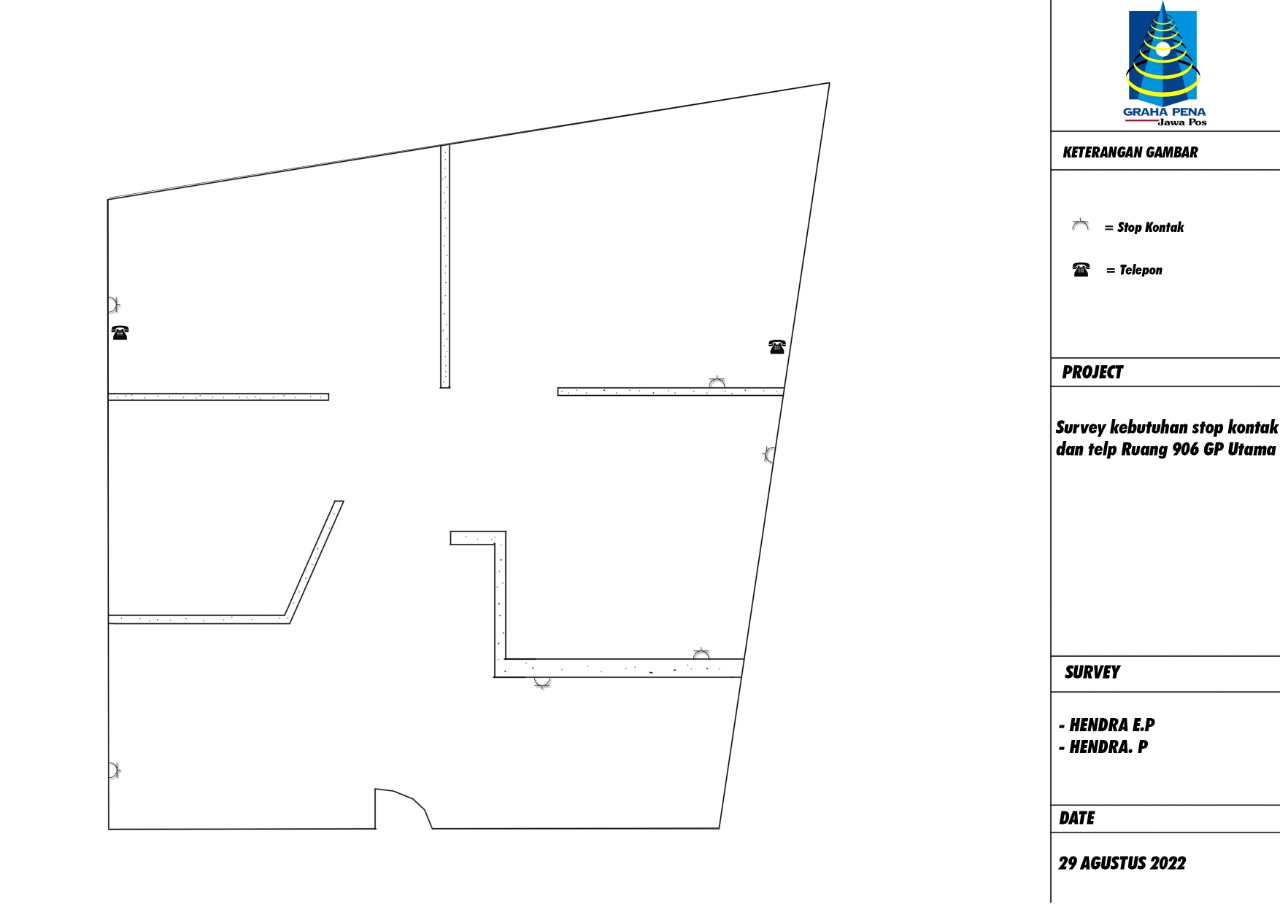 GRAHA PENA
Jawa Pos
KETERANGAN GAMBAR
= Stop Kontak
= Telepon
PROJECT
Survey kebutuhan stop kontak
dan telp Ruang 906 GP Utama
SURVEY
- HENDRA E.P
- HENDRA. P
DATE
29 AGUSTUS 2022